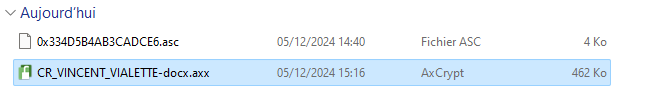 Aujourd'hui
0x334D5B4AB3CADCE6.asc 05/12/2024 14:40 Fichier ASC 4 Ko
CR_VINCENT_VIALETTE-docx.axx 05/12/2024 15:16 AxCrypt 462 Ko